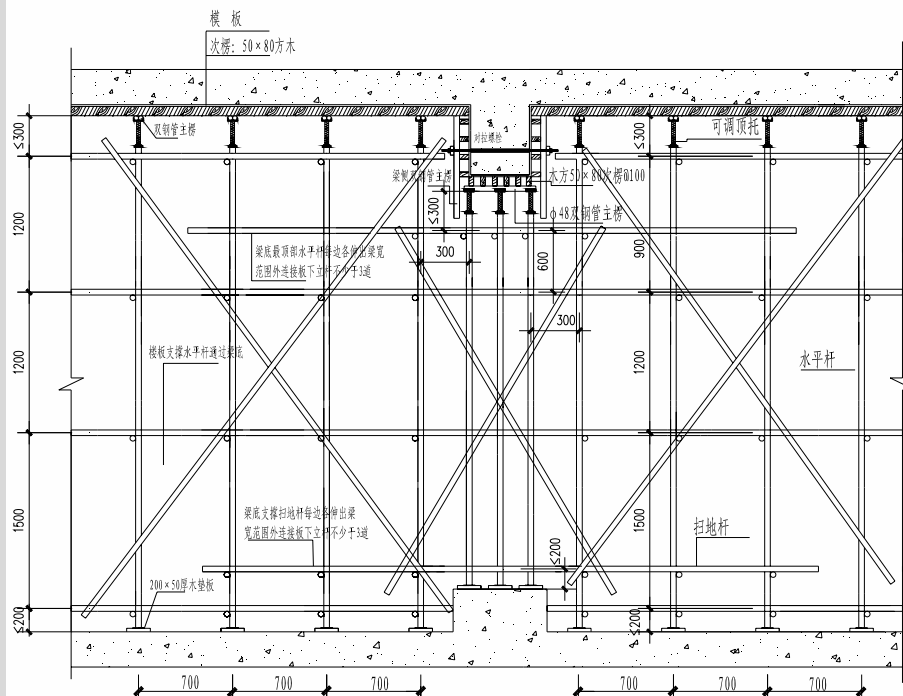 模 板
次楞：50×80方木
双钢管主楞
可调顶托
对拉螺栓
梁侧双钢管主楞
木方50×80次楞@100
φ48双钢管主楞
梁底最顶部水平杆每边各伸出梁宽
范围外连接板下立杆不少于3道
楼板支撑水平杆通过梁底
水平杆
梁底支撑扫地杆每边各伸出梁
宽范围外连接板下立杆不少于3道
扫地杆
200×50厚木垫板
≤300
1200
1200
1500
≤200
≤300
300
600
300
≤200
≤300
900
1200
1500
≤200
700
700
700
700
700
700